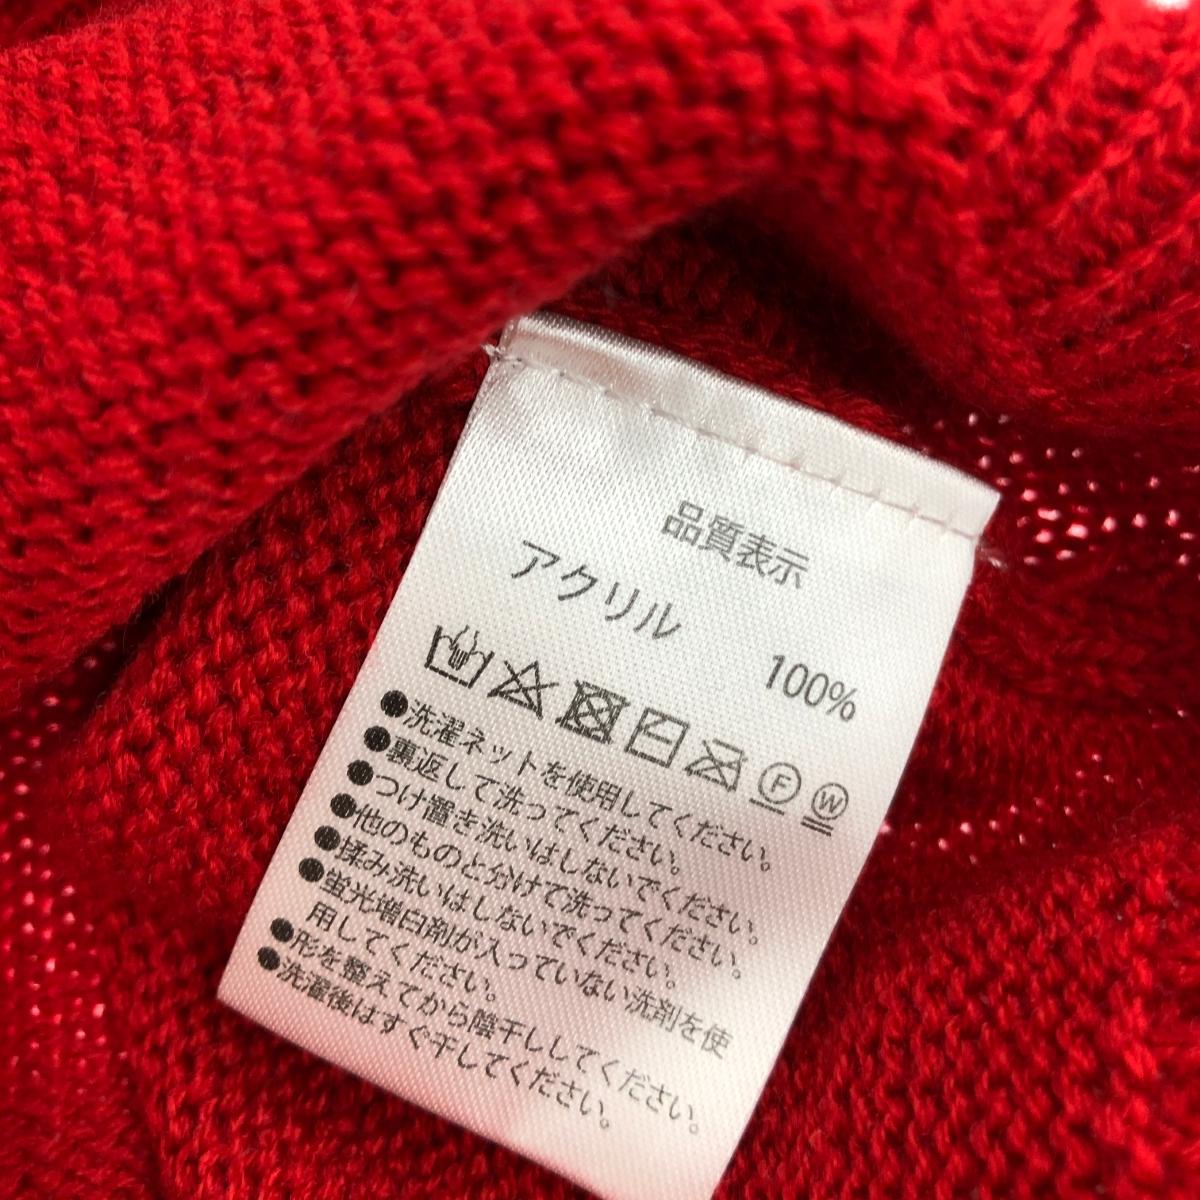 品質表示
アクリル 100%
F W
●洗濯ネットを使用してください。
●裏返して洗ってください。
●つけ置き洗いはしないでください。
●他のものと分けて洗ってください。
●揉み洗いはしないでください。
●蛍光増白剤が入っていない洗剤を使
用してください。
●形を整えてから陰干ししてください。
●洗濯後はすぐ干してください。